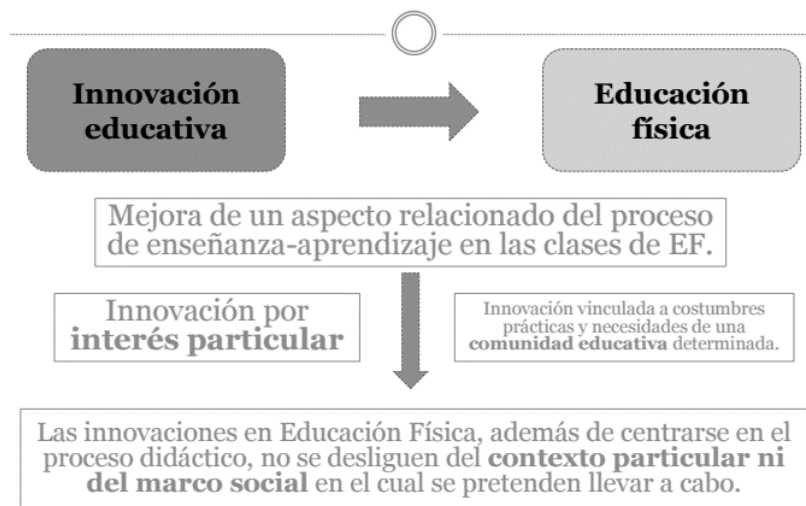 Innovación
educativa
Educación
física
Mejora de un aspecto relacionado del proceso
de enseñanza-aprendizaje en las clases de EF.
Innovación por
interés particular
Innovación vinculada a costumbres
prácticas y necesidades de una
comunidad educativa determinada.
Las innovaciones en Educación Física, además de centrarse en el
proceso didáctico, no se desliguen del contexto particular ni
del marco social en el cual se pretenden llevar a cabo.